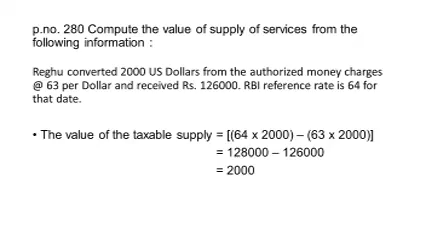 p.no. 280 Compute the value of supply of services from the
following information :
Reghu converted 2000 US Dollars from the authorized money charges
@ 63 per Dollar and received Rs. 126000. RBI reference rate is 64 for
that date.
• The value of the taxable supply = [(64 x 2000) – (63 x 2000)]
= 128000 – 126000
= 2000